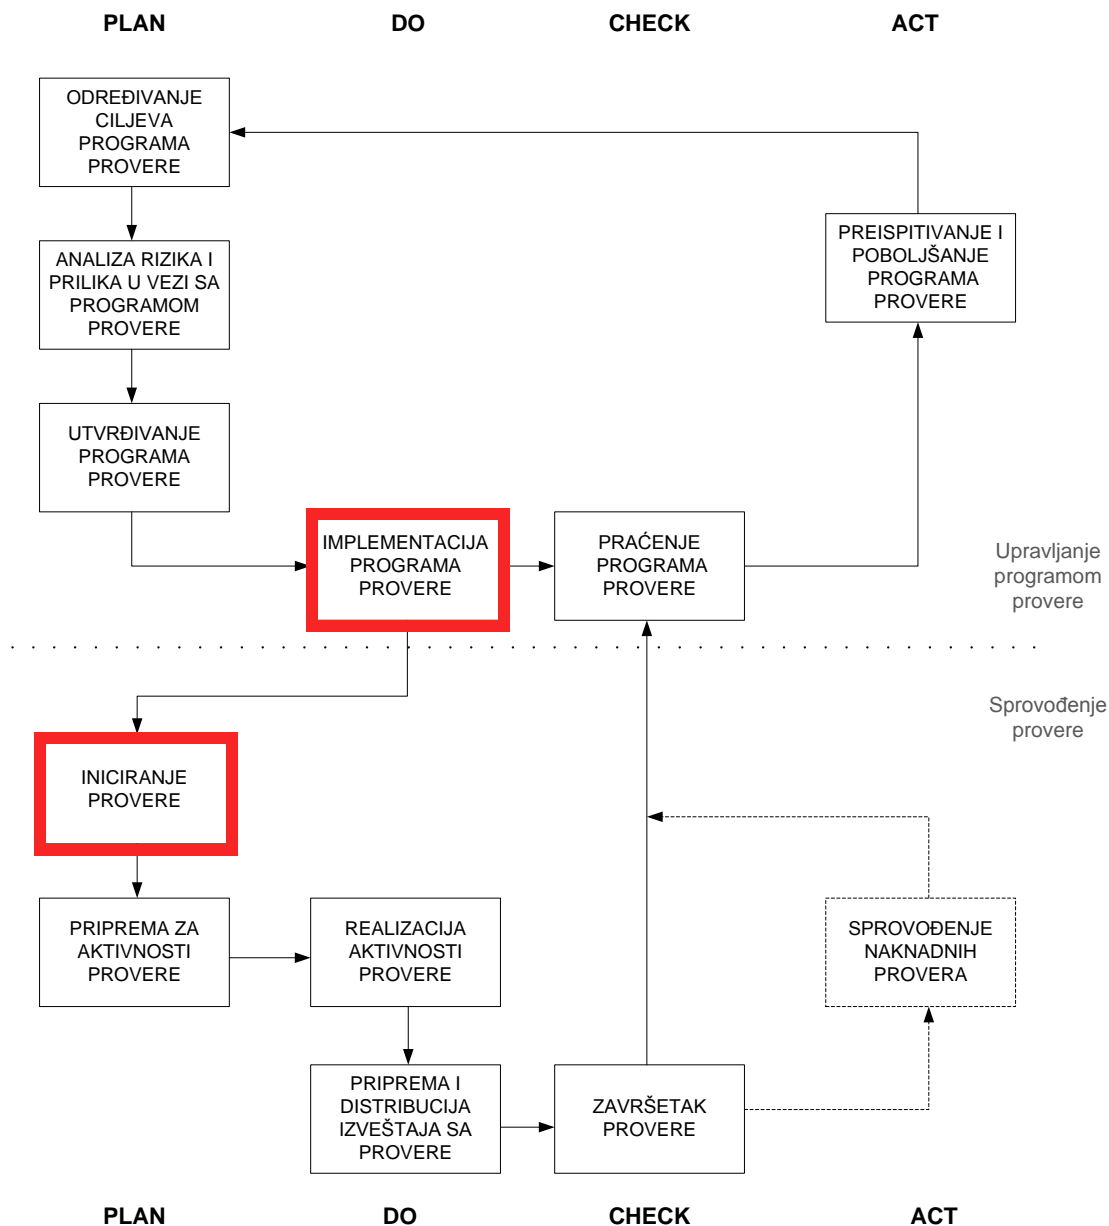 PLAN
DO
CHECK
ACT
ODREĐIVANJE
CILJEVA
PROGRAMA
PROVERE
ANALIZA RIZIKA I
PRILIKA U VEZI SA
PROGRAMOM
PROVERE
UTVRĐIVANJE
PROGRAMA
PROVERE
IMPLEMENTACIJA
PROGRAMA
PROVERE
PRAĆENJE
PROGRAMA
PROVERE
PREISPITIVANJE I
POBOLJŠANJE
PROGRAMA
PROVERE
Upravljanje
programom
provere
Sprovođenje
provere
INICIRANJE
PROVERE
PRIPREMA ZA
AKTIVNOSTI
PROVERE
REALIZACIJA
AKTIVNOSTI
PROVERE
PRIPREMA I
DISTRIBUCIJA
IZVEŠTAJA SA
PROVERE
ZAVRŠETAK
PROVERE
SPROVOĐENJE
NAKNADNIH
PROVERA
PLAN
DO
CHECK
ACT